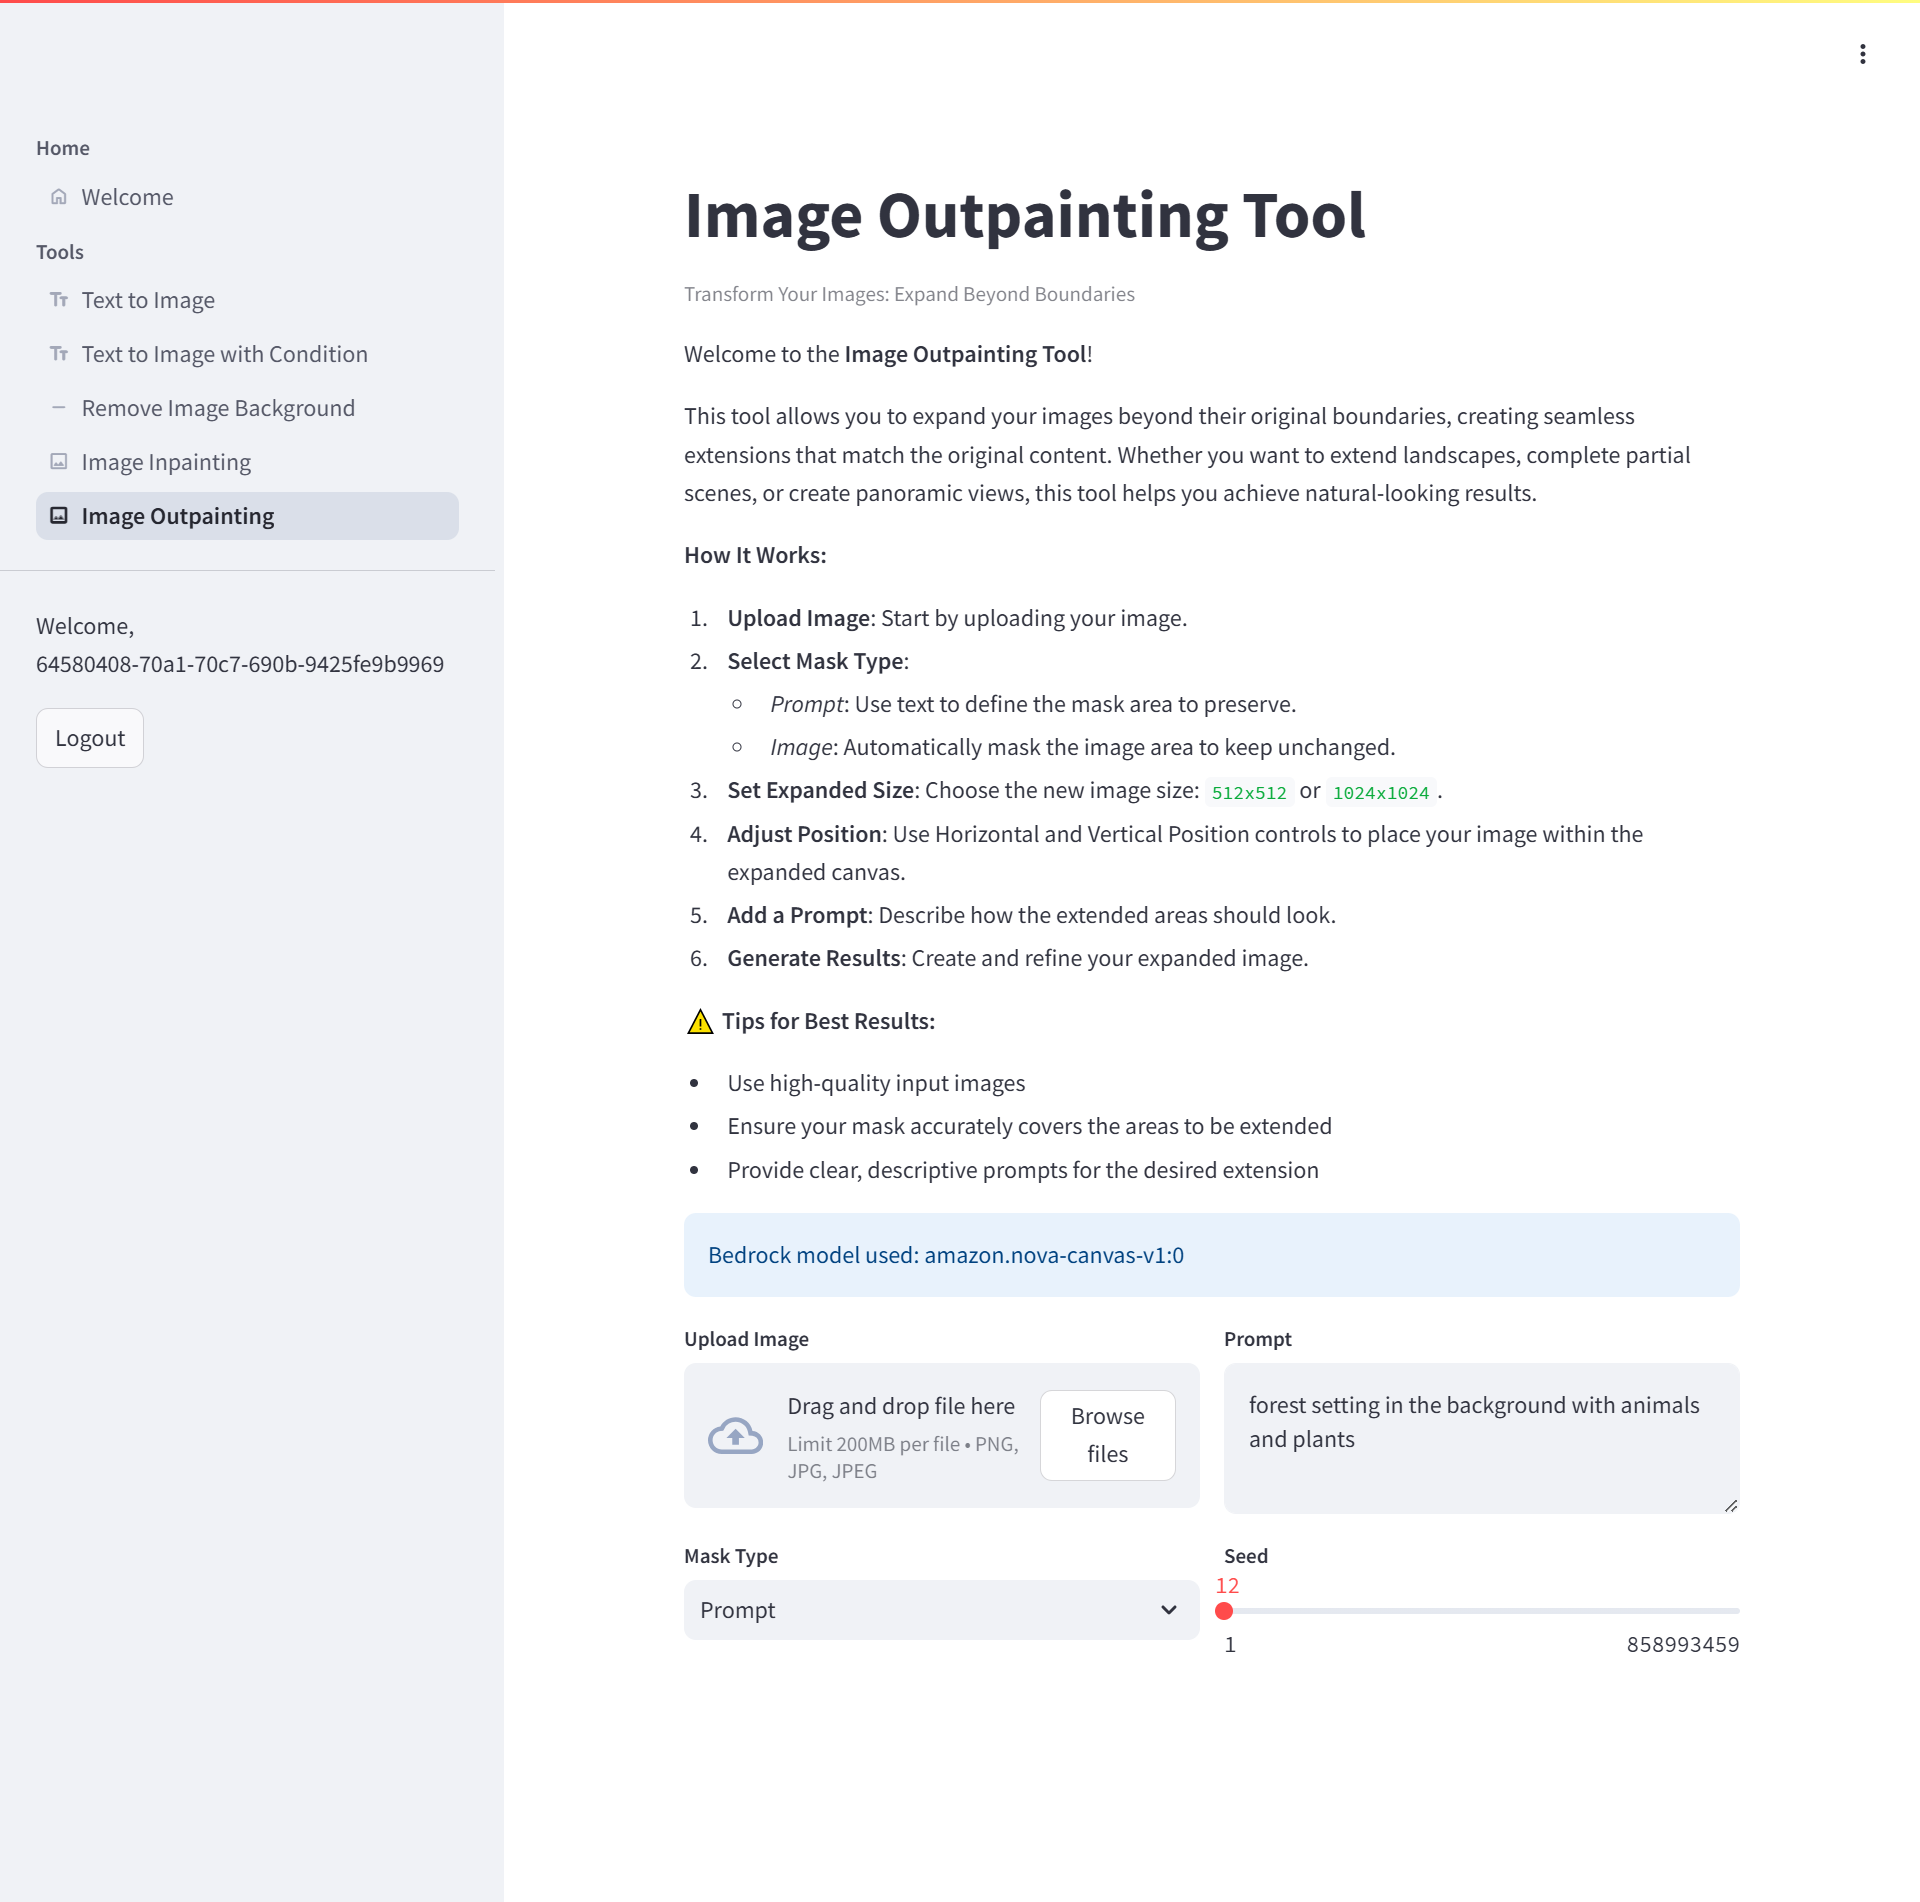 Home
Welcome
Tools
Text to Image
Text to Image with Condition
Remove Image Background
Image Inpainting
Image Outpainting
Welcome,
64580408-70a1-70c7-690b-9425fe9b9969
Logout
Image Outpainting Tool
Transform Your Images: Expand Beyond Boundaries
Welcome to the Image Outpainting Tool!
This tool allows you to expand your images beyond their original boundaries, creating seamless
extensions that match the original content. Whether you want to extend landscapes, complete partial
scenes, or create panoramic views, this tool helps you achieve natural-looking results.
How It Works:
1. Upload Image: Start by uploading your image.
2. Select Mask Type:
Prompt: Use text to define the mask area to preserve.
Image: Automatically mask the image area to keep unchanged.
3. Set Expanded Size: Choose the new image size: 512x512 or 1024x1024.
4. Adjust Position: Use Horizontal and Vertical Position controls to place your image within the
expanded canvas.
5. Add a Prompt: Describe how the extended areas should look.
6. Generate Results: Create and refine your expanded image.
⚠️ Tips for Best Results:
Use high-quality input images
Ensure your mask accurately covers the areas to be extended
Provide clear, descriptive prompts for the desired extension
Bedrock model used: amazon.nova-canvas-v1:0
Upload Image
Drag and drop file here
Limit 200MB per file • PNG,
JPG, JPEG
Browse
files
Prompt
forest setting in the background with animals
and plants
Mask Type
Prompt
Seed
12
1
858993459